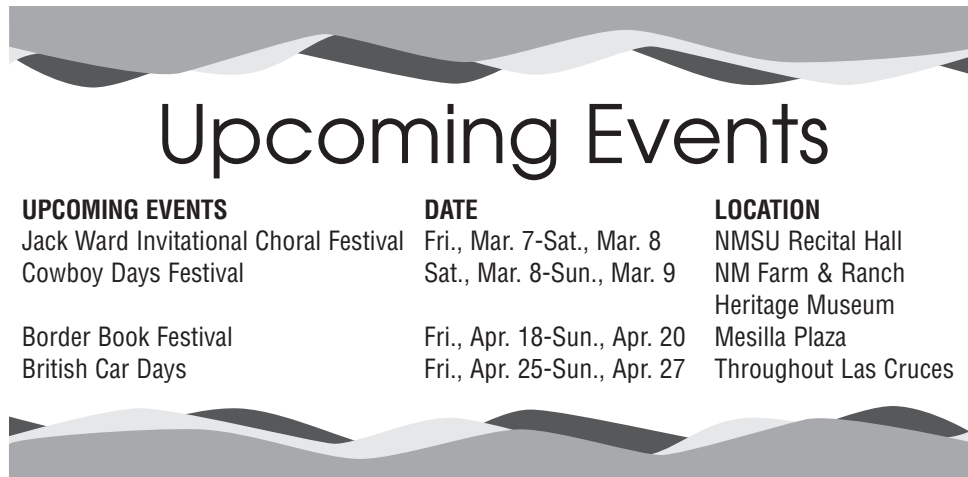 Upcoming Events
UPCOMING EVENTS DATE LOCATION
Jack Ward Invitational Choral Festival Fri., Mar. 7-Sat., Mar. 8 NMSU Recital Hall
Cowboy Days Festival Sat., Mar. 8-Sun., Mar. 9 NM Farm & Ranch
Heritage Museum
Border Book Festival Fri., Apr. 18-Sun., Apr. 20 Mesilla Plaza
British Car Days Fri., Apr. 25-Sun., Apr. 27 Throughout Las Cruces